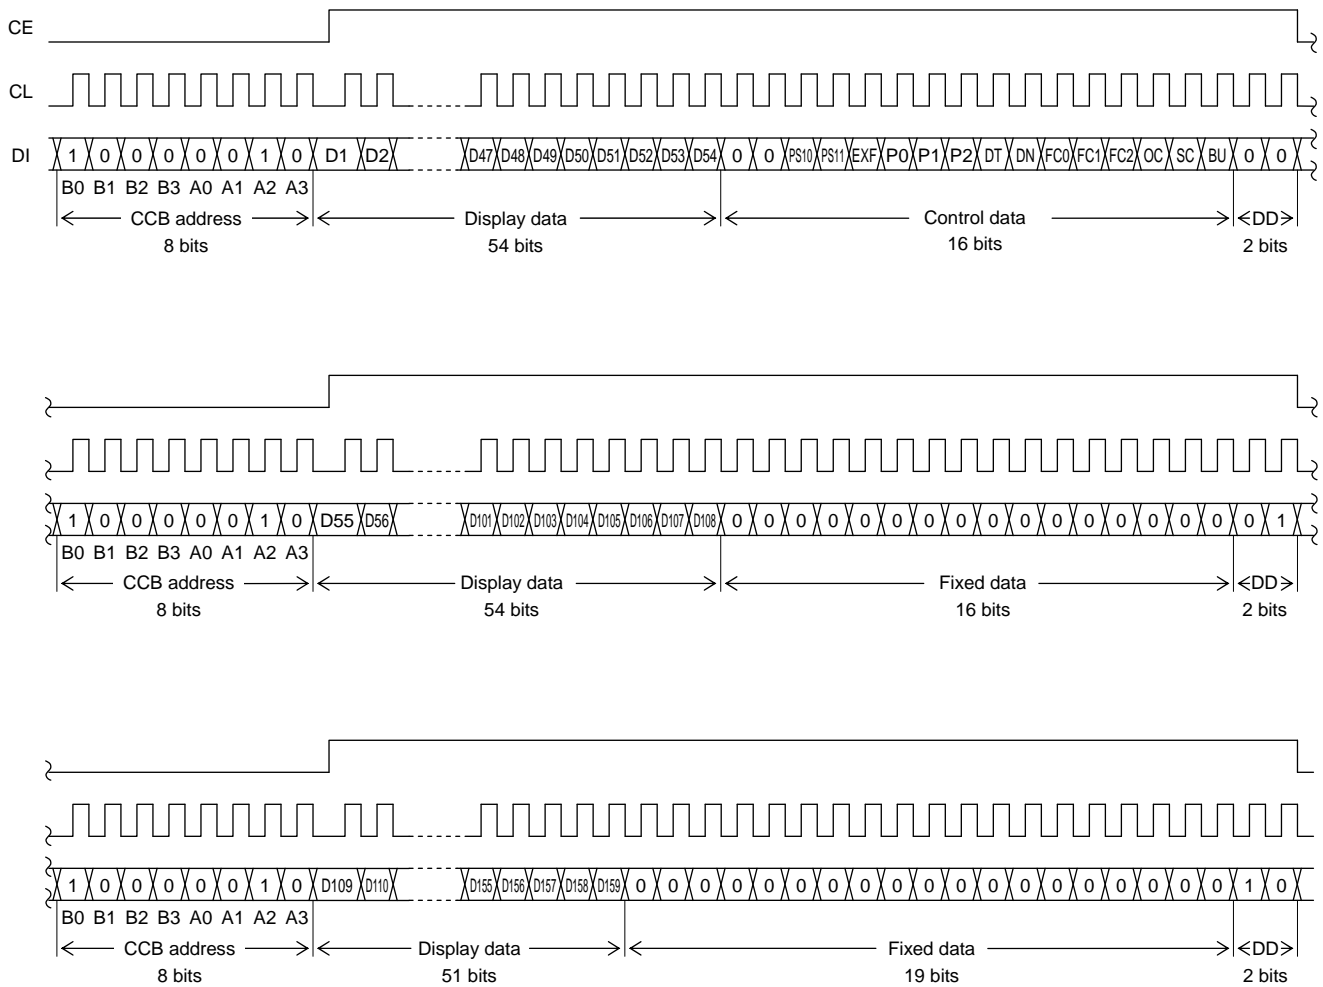 CE
CL
DI 1 0 0 0 0 0 1 0 D1 D2 D47 D48 D49 D50 D51 D52 D53 D54 0 0 PS10 PS11 EXF P0 P1 P2 DT DN FC0 FC1 FC2 OC SC BU 0 0
B0 B1 B2 B3 A0 A1 A2 A3
CCB address Display data Control data DD
8 bits 54 bits 16 bits 2 bits
1 0 0 0 0 0 1 0 D55 D56 D101 D102 D103 D104 D105 D106 D107 D108 0 0 0 0 0 0 0 0 0 0 0 0 0 0 0 0 0 1
B0 B1 B2 B3 A0 A1 A2 A3
CCB address Display data Fixed data DD
8 bits 54 bits 16 bits 2 bits
1 0 0 0 0 0 1 0 D109 D110 D155 D156 D157 D158 D159 0 0 0 0 0 0 0 0 0 0 0 0 0 0 0 0 0 0 0 1 0
B0 B1 B2 B3 A0 A1 A2 A3
CCB address Display data Fixed data DD
8 bits 51 bits 19 bits 2 bits